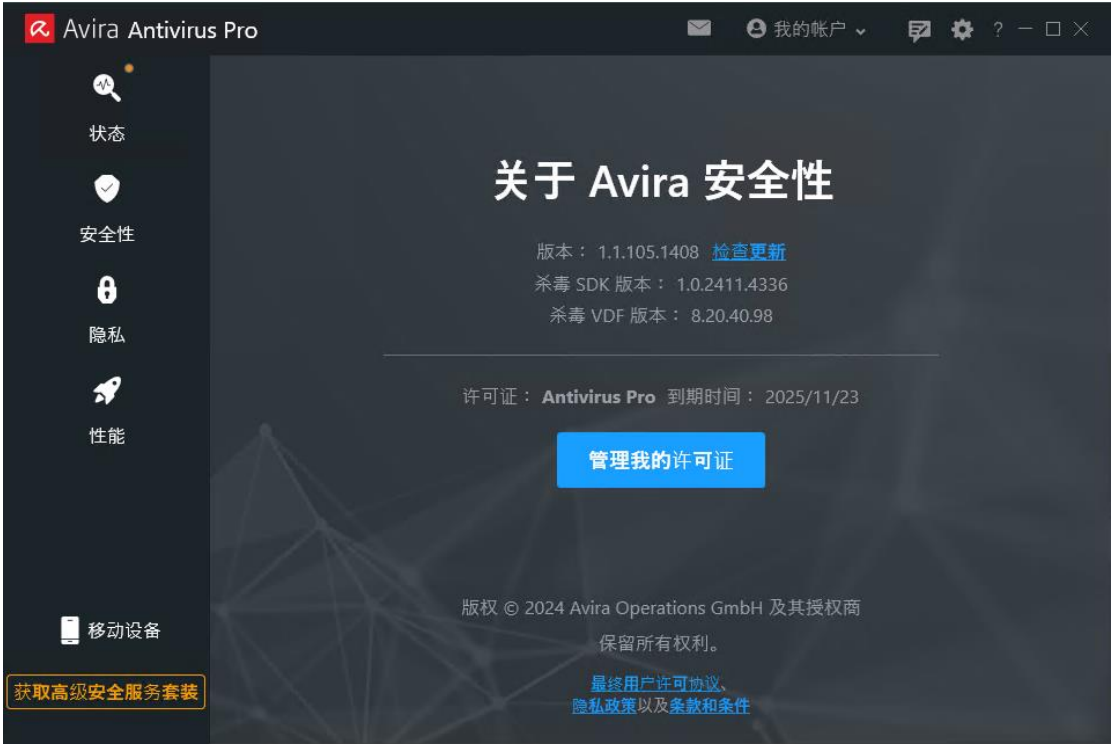 Avira Antivirus Pro
我的帐户
?
状态
安全性
隐私
性能
移动设备
获取高级安全服务套装
关于 Avira 安全性
版本： 1.1.105.1408 检查更新
杀毒 SDK 版本： 1.0.2411.4336
杀毒 VDF 版本： 8.20.40.98
许可证： Antivirus Pro 到期时间： 2025/11/23
管理我的许可证
版权 © 2024 Avira Operations GmbH 及其授权商
保留所有权利。
最终用户许可协议、
隐私政策以及条款和条件